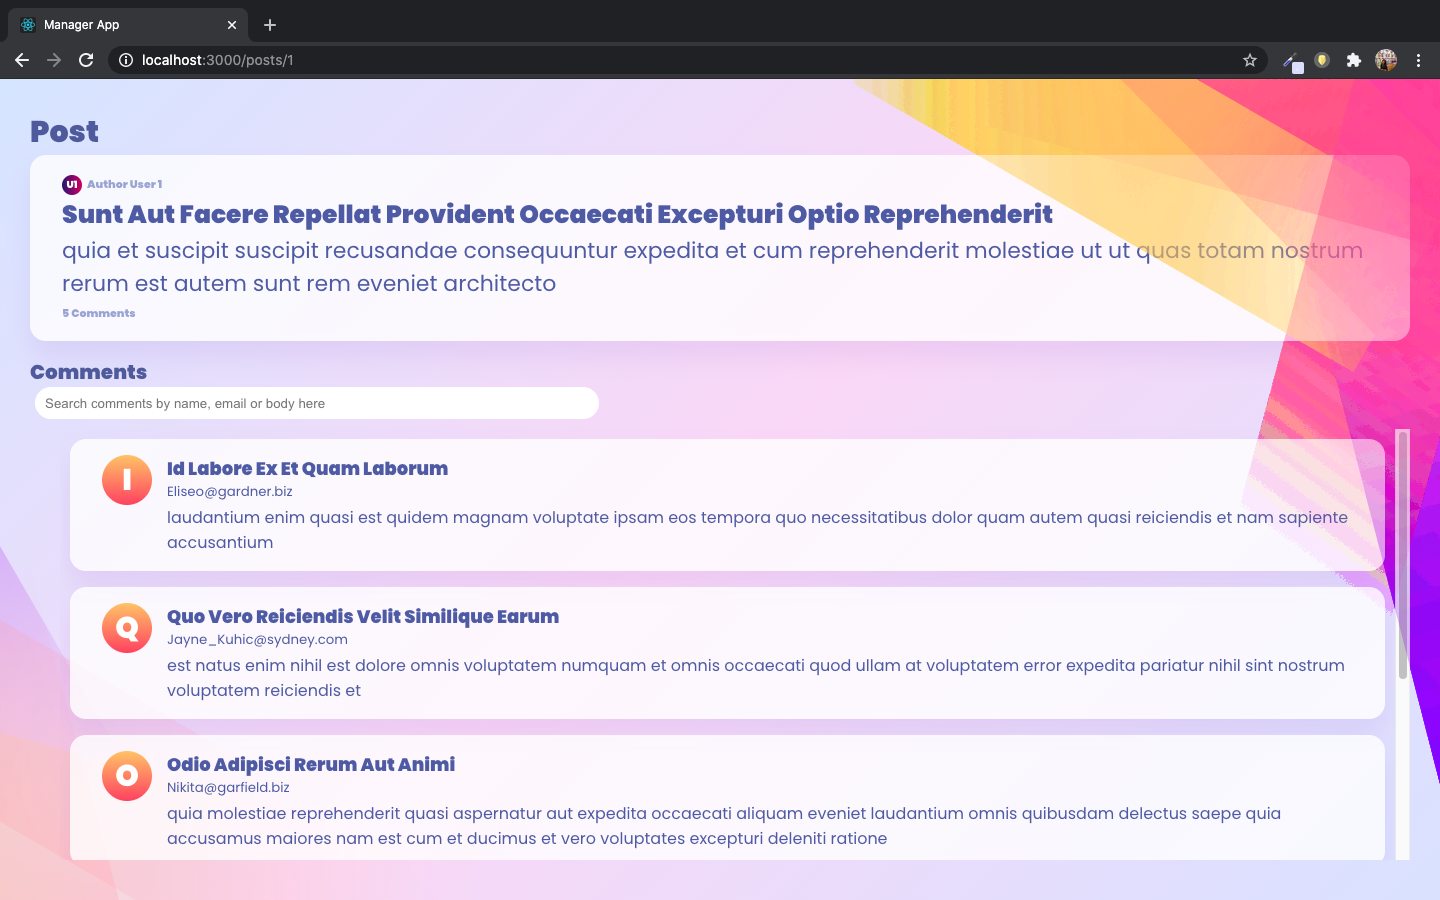 Manager App
localhost:3000/posts/1
Post
U1 Author User 1
Sunt Aut Facere Repellat Provident Occaecati Excepturi Optio Reprehenderit
quia et suscipit suscipit recusandae consequuntur expedita et cum reprehenderit molestiae ut ut quas totam nostrum
rerum est autem sunt rem eveniet architecto
5 Comments
Comments
Search comments by name, email or body here
I
Id Labore Ex Et Quam Laborum
Eliseo@gardner.biz
laudantium enim quasi est quidem magnam voluptate ipsam eos tempora quo necessitatibus dolor quam autem quasi reiciendis et nam sapiente
accusantium
Q
Quo Vero Reiciendis Velit Similique Earum
Jayne_Kuhic@sydney.com
est natus enim nihil est dolore omnis voluptatem numquam et omnis occaecati quod ullam at voluptatem error expedita pariatur nihil sint nostrum
voluptatem reiciendis et
O
Odio Adipisci Rerum Aut Animi
Nikita@garfield.biz
quia molestiae reprehenderit quasi aspernatur aut expedita occaecati aliquam eveniet laudantium omnis quibusdam delectus saepe quia
accusamus maiores nam est cum et ducimus et vero voluptates excepturi deleniti ratione